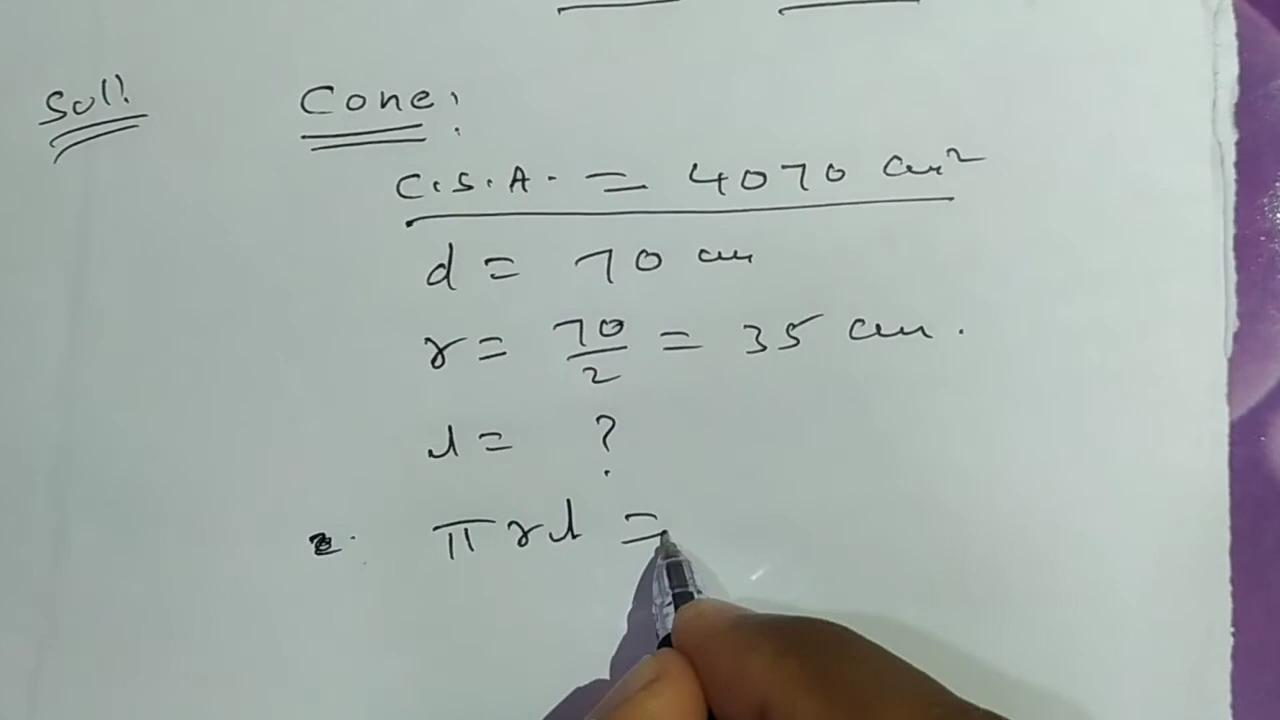 Sol!
Cone:
C.S.A. = 4070 cm²
d = 70 cm
r = 70/2 = 35 cm.
l = ?
πrl =